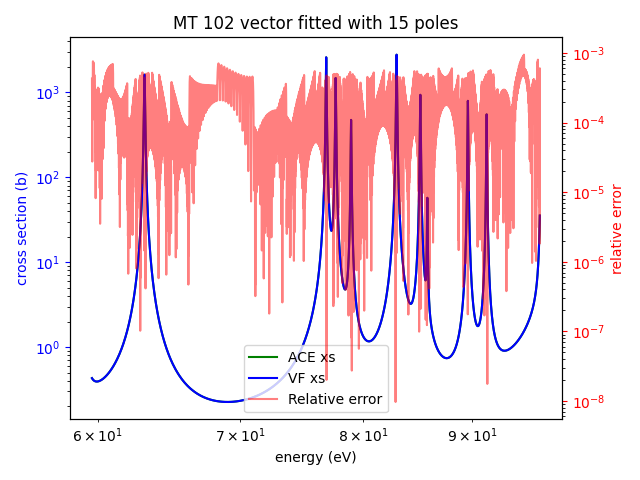 MT 102 vector fitted with 15 poles
cross section (b)
10³
10²
10¹
10⁰
10⁻³
10⁻⁴
10⁻⁵
10⁻⁶
10⁻⁷
10⁻⁸
relative error
ACE xs
VF xs
Relative error
6 × 10¹
7 × 10¹
8 × 10¹
9 × 10¹
energy (eV)